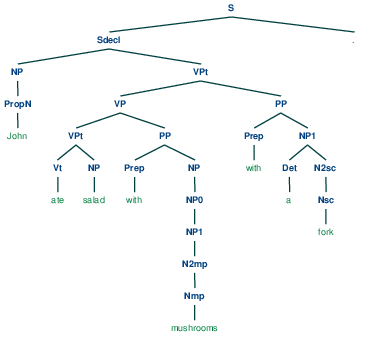 S
Sdecl .
NP VPt
PropN VP PP
John VPt PP Prep NP1
Vt NP Prep NP with Det N2sc
ate salad with NP0 a Nsc
NP1 fork
N2mp
Nmp
mushrooms